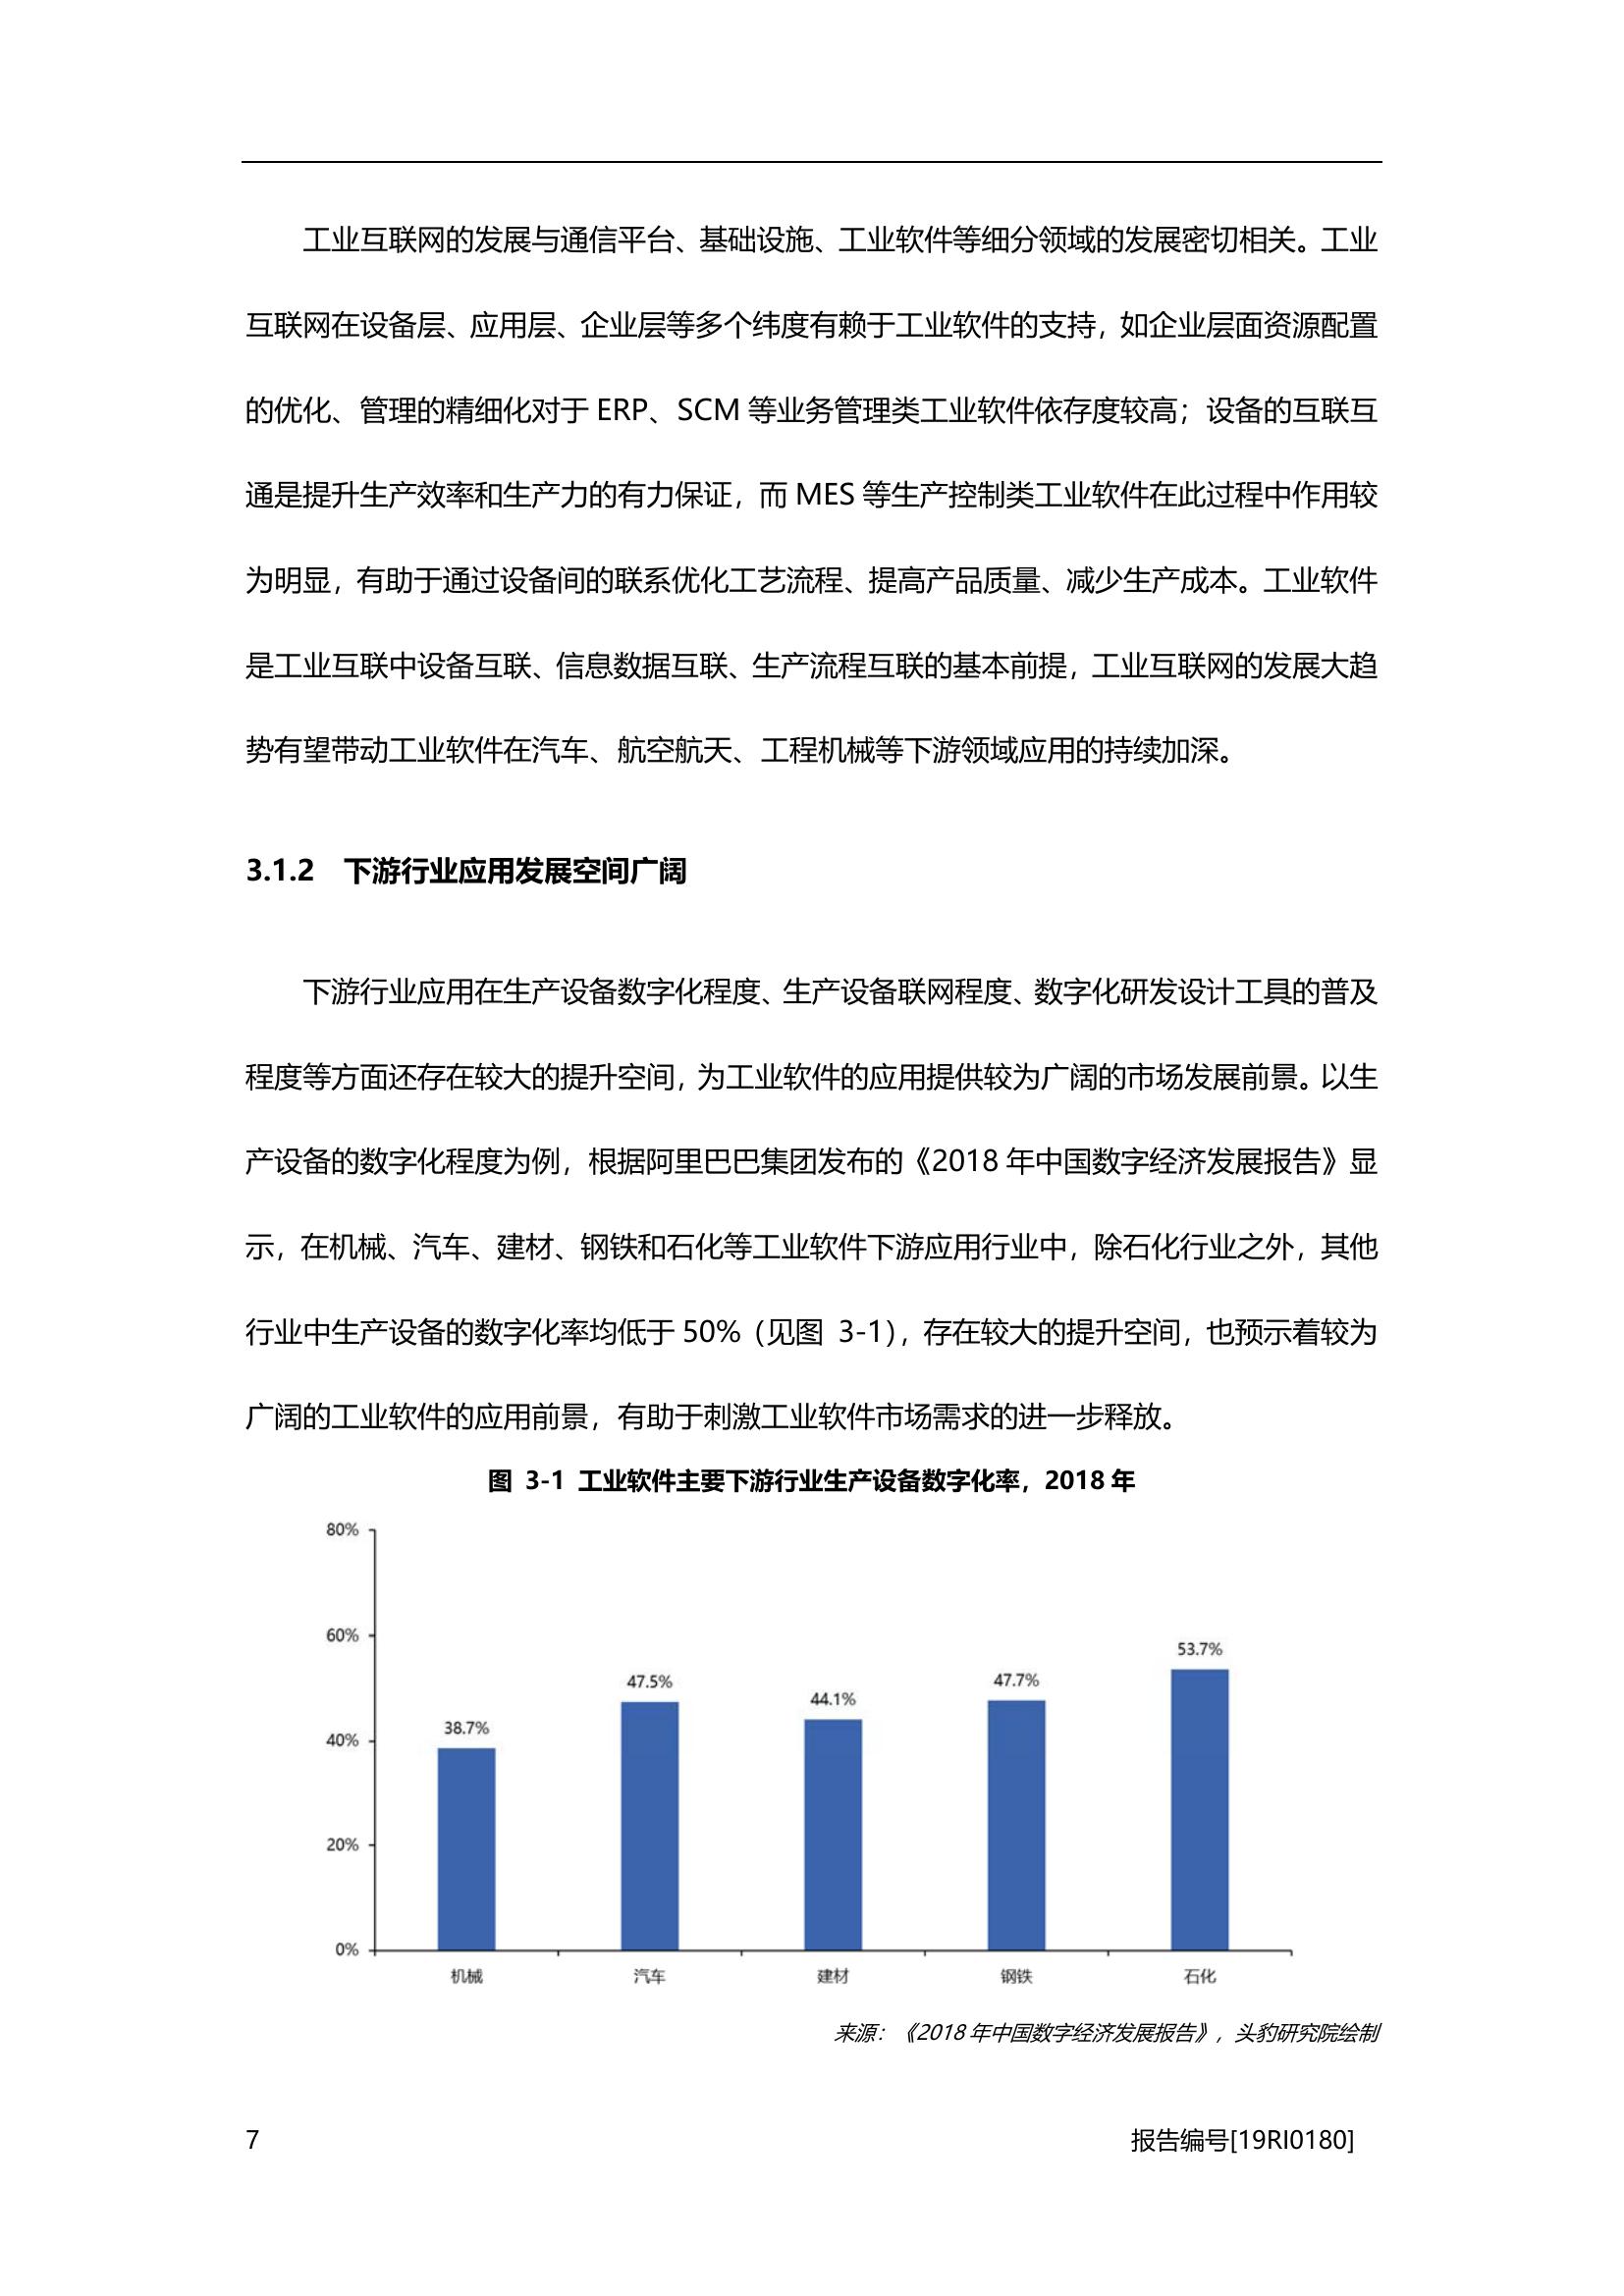 工业互联网的发展与通信平台、基础设施、工业软件等细分领域的发展密切相关。工业
互联网在设备层、应用层、企业层等多个纬度有赖于工业软件的支持，如企业层面资源配置
的优化、管理的精细化对于 ERP、SCM 等业务管理类工业软件依存度较高；设备的互联互
通是提升生产效率和生产力的有力保证，而 MES 等生产控制类工业软件在此过程中作用较
为明显，有助于通过设备间的联系优化工艺流程、提高产品质量、减少生产成本。工业软件
是工业互联中设备互联、信息数据互联、生产流程互联的基本前提，工业互联网的发展大趋
势有望带动工业软件在汽车、航空航天、工程机械等下游领域应用的持续加深。
3.1.2 下游行业应用发展空间广阔
下游行业应用在生产设备数字化程度、生产设备联网程度、数字化研发设计工具的普及
程度等方面还存在较大的提升空间，为工业软件的应用提供较为广阔的市场发展前景。以生
产设备的数字化程度为例，根据阿里巴巴集团发布的《2018 年中国数字经济发展报告》显
示，在机械、汽车、建材、钢铁和石化等工业软件下游应用行业中，除石化行业之外，其他
行业中生产设备的数字化率均低于 50%（见图 3-1），存在较大的提升空间，也预示着较为
广阔的工业软件的应用前景，有助于刺激工业软件市场需求的进一步释放。
图 3-1 工业软件主要下游行业生产设备数字化率，2018 年
80%
60%
40%
20%
0%
38.7%
47.5%
44.1%
47.7%
53.7%
机械
汽车
建材
钢铁
石化
来源：《2018 年中国数字经济发展报告》，头豹研究院绘制
7
报告编号[19RI0180]